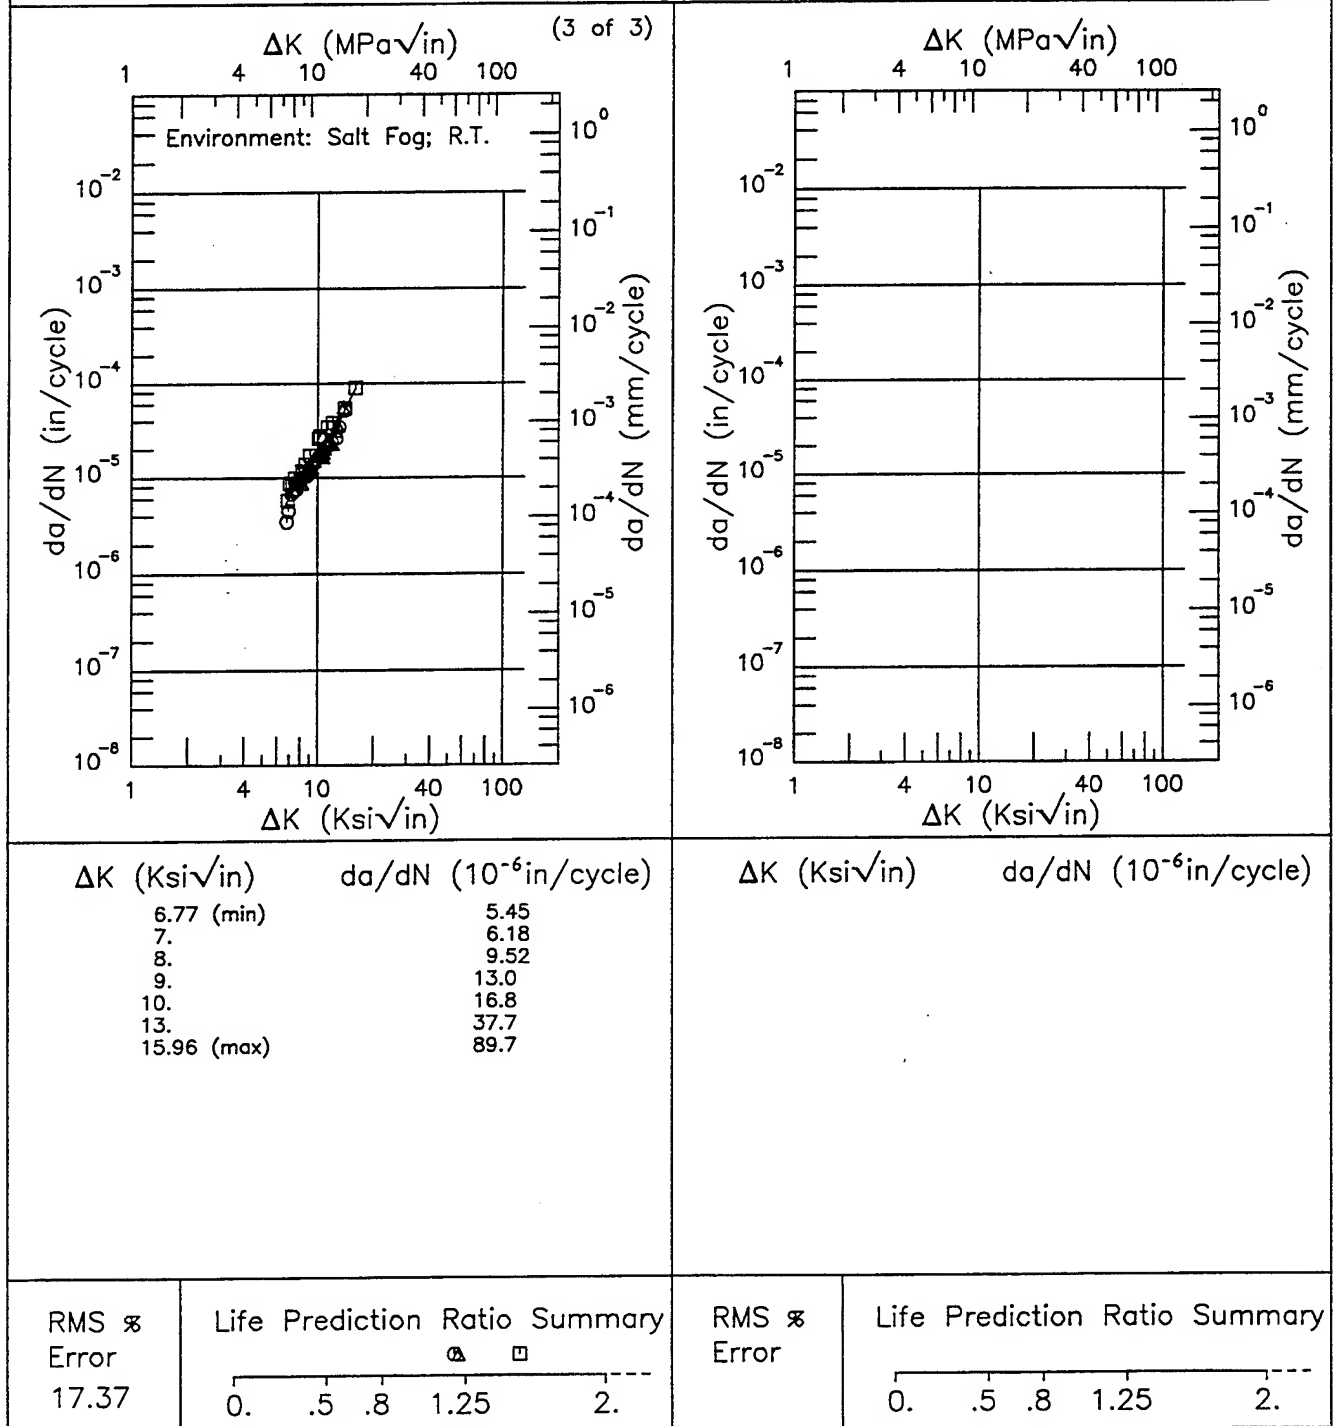 (3 of 3)
ΔK (MPa√in)
1 4 10 40 100
Environment: Salt Fog; R.T.
10⁻²
10⁻³
10⁻⁴
10⁻⁵
10⁻⁶
10⁻⁷
10⁻⁸
da/dN (in/cycle)
10⁰
10⁻¹
10⁻²
10⁻³
10⁻⁴
10⁻⁵
10⁻⁶
da/dN (mm/cycle)
1 4 10 40 100
ΔK (Ksi√in)
ΔK (MPa√in)
1 4 10 40 100
10⁻²
10⁻³
10⁻⁴
10⁻⁵
10⁻⁶
10⁻⁷
10⁻⁸
da/dN (in/cycle)
10⁰
10⁻¹
10⁻²
10⁻³
10⁻⁴
10⁻⁵
10⁻⁶
da/dN (mm/cycle)
1 4 10 40 100
ΔK (Ksi√in)
ΔK (Ksi√in) da/dN (10⁻⁶in/cycle)
6.77 (min) 5.45
7. 6.18
8. 9.52
9. 13.0
10. 16.8
13. 37.7
15.96 (max) 89.7
ΔK (Ksi√in) da/dN (10⁻⁶in/cycle)
RMS %
Error
17.37
Life Prediction Ratio Summary
0. .5 .8 1.25 2.
RMS %
Error
Life Prediction Ratio Summary
0. .5 .8 1.25 2.